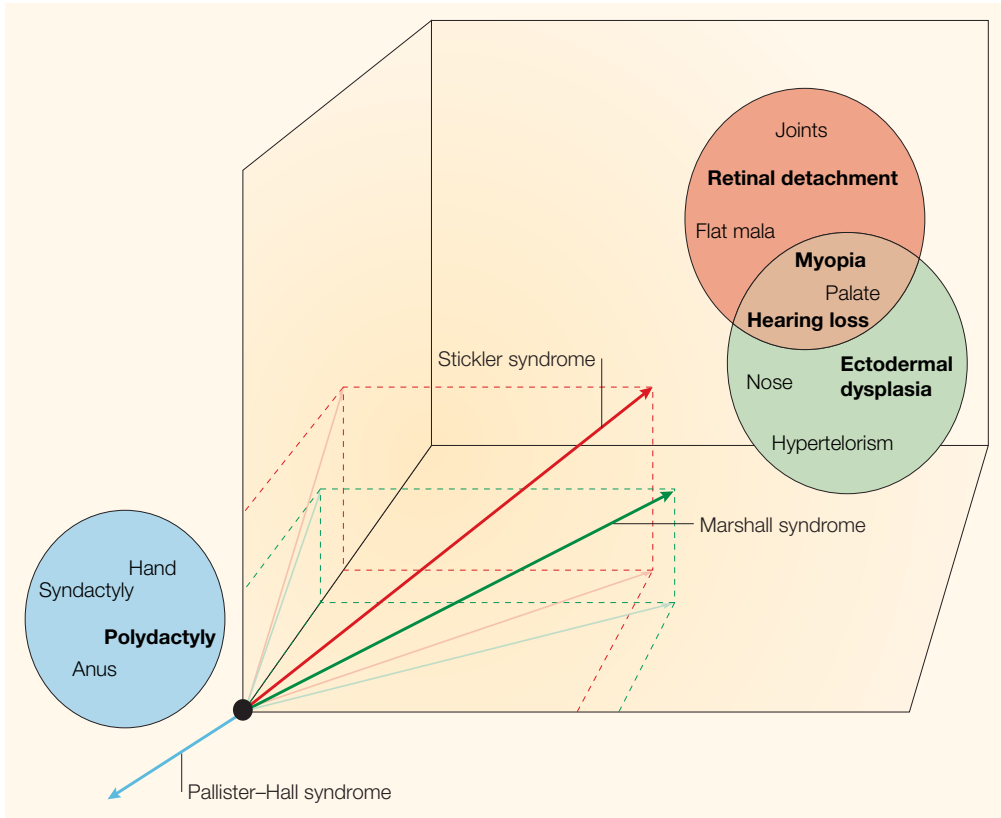 Joints
Retinal detachment
Flat mala
Myopia
Palate
Hearing loss
Ectodermal
dysplasia
Nose
Hypertelorism
Stickler syndrome
Marshall syndrome
Hand
Syndactyly
Polydactyly
Anus
Pallister–Hall syndrome